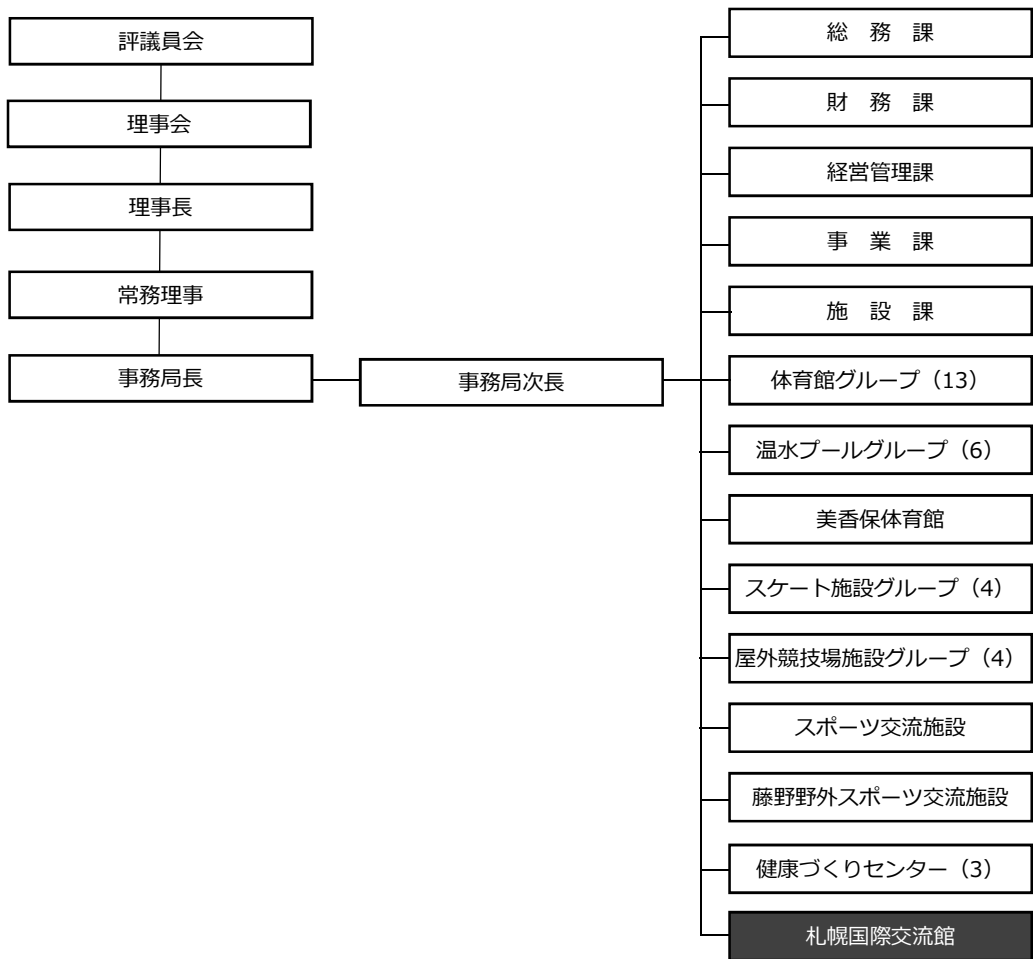 評議員会
理事会
理事長
常務理事
事務局長
事務局次長
総　務　課
財　務　課
経営管理課
事　業　課
施　設　課
体育館グループ（13）
温水プールグループ（6）
美香保体育館
スケート施設グループ（4）
屋外競技場施設グループ（4）
スポーツ交流施設
藤野野外スポーツ交流施設
健康づくりセンター（3）
札幌国際交流館